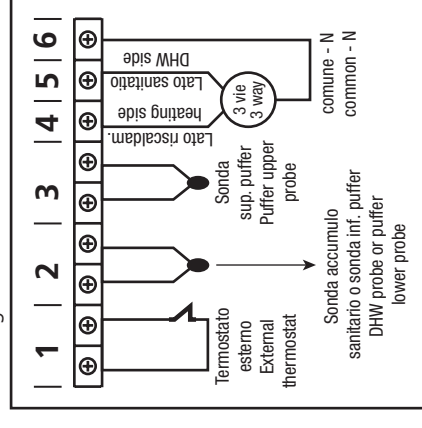 1
2
3
4
5
6
Termostato
esterno
External
thermostat
Sonda accumulo
sanitario o sonda inf. puffer
DHW probe or puffer
lower probe
Sonda
sup. puffer
Puffer upper
probe
Lato riscaldam.
heating side
Lato sanitatio
DHW side
3 vie
3 way
comune - N
common - N